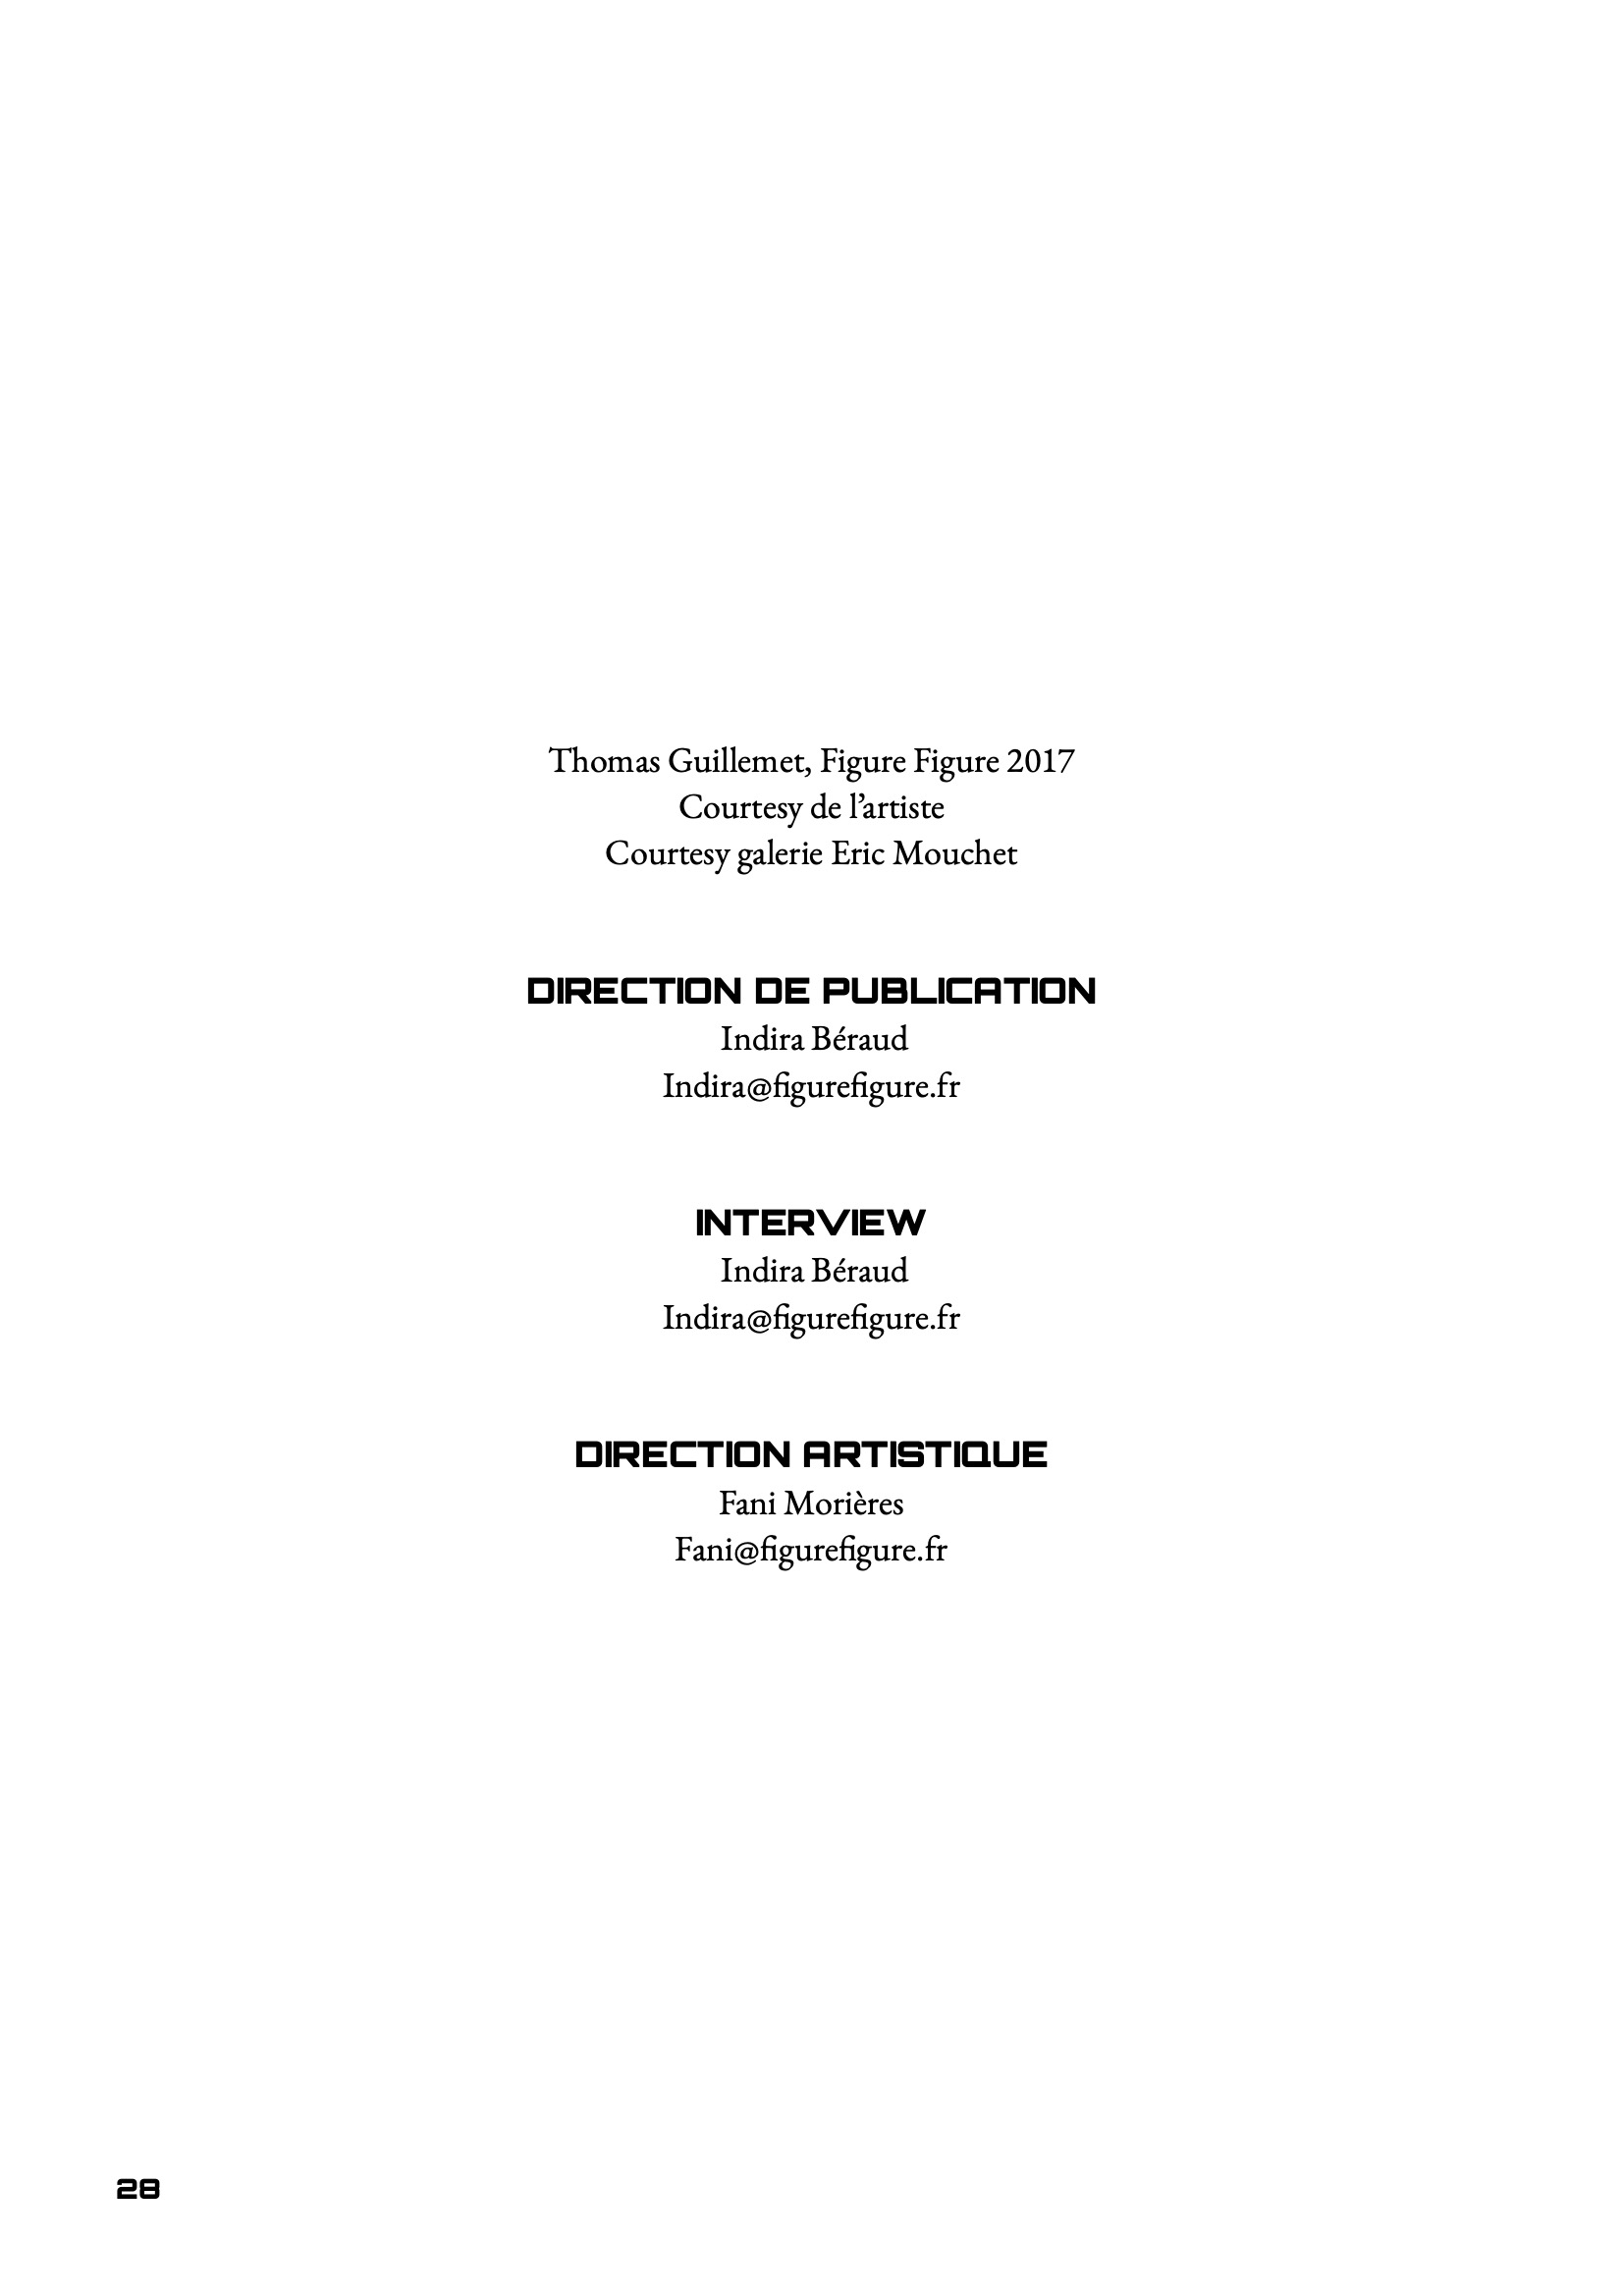 Thomas Guillemet, Figure Figure 2017
Courtesy de l’artiste
Courtesy galerie Eric Mouchet
DIRECTION DE PUBLICATION
Indira Béraud
Indira@figurefigure.fr
INTERVIEW
Indira Béraud
Indira@figurefigure.fr
DIRECTION ARTISTIQUE
Fani Morières
Fani@figurefigure.fr
28